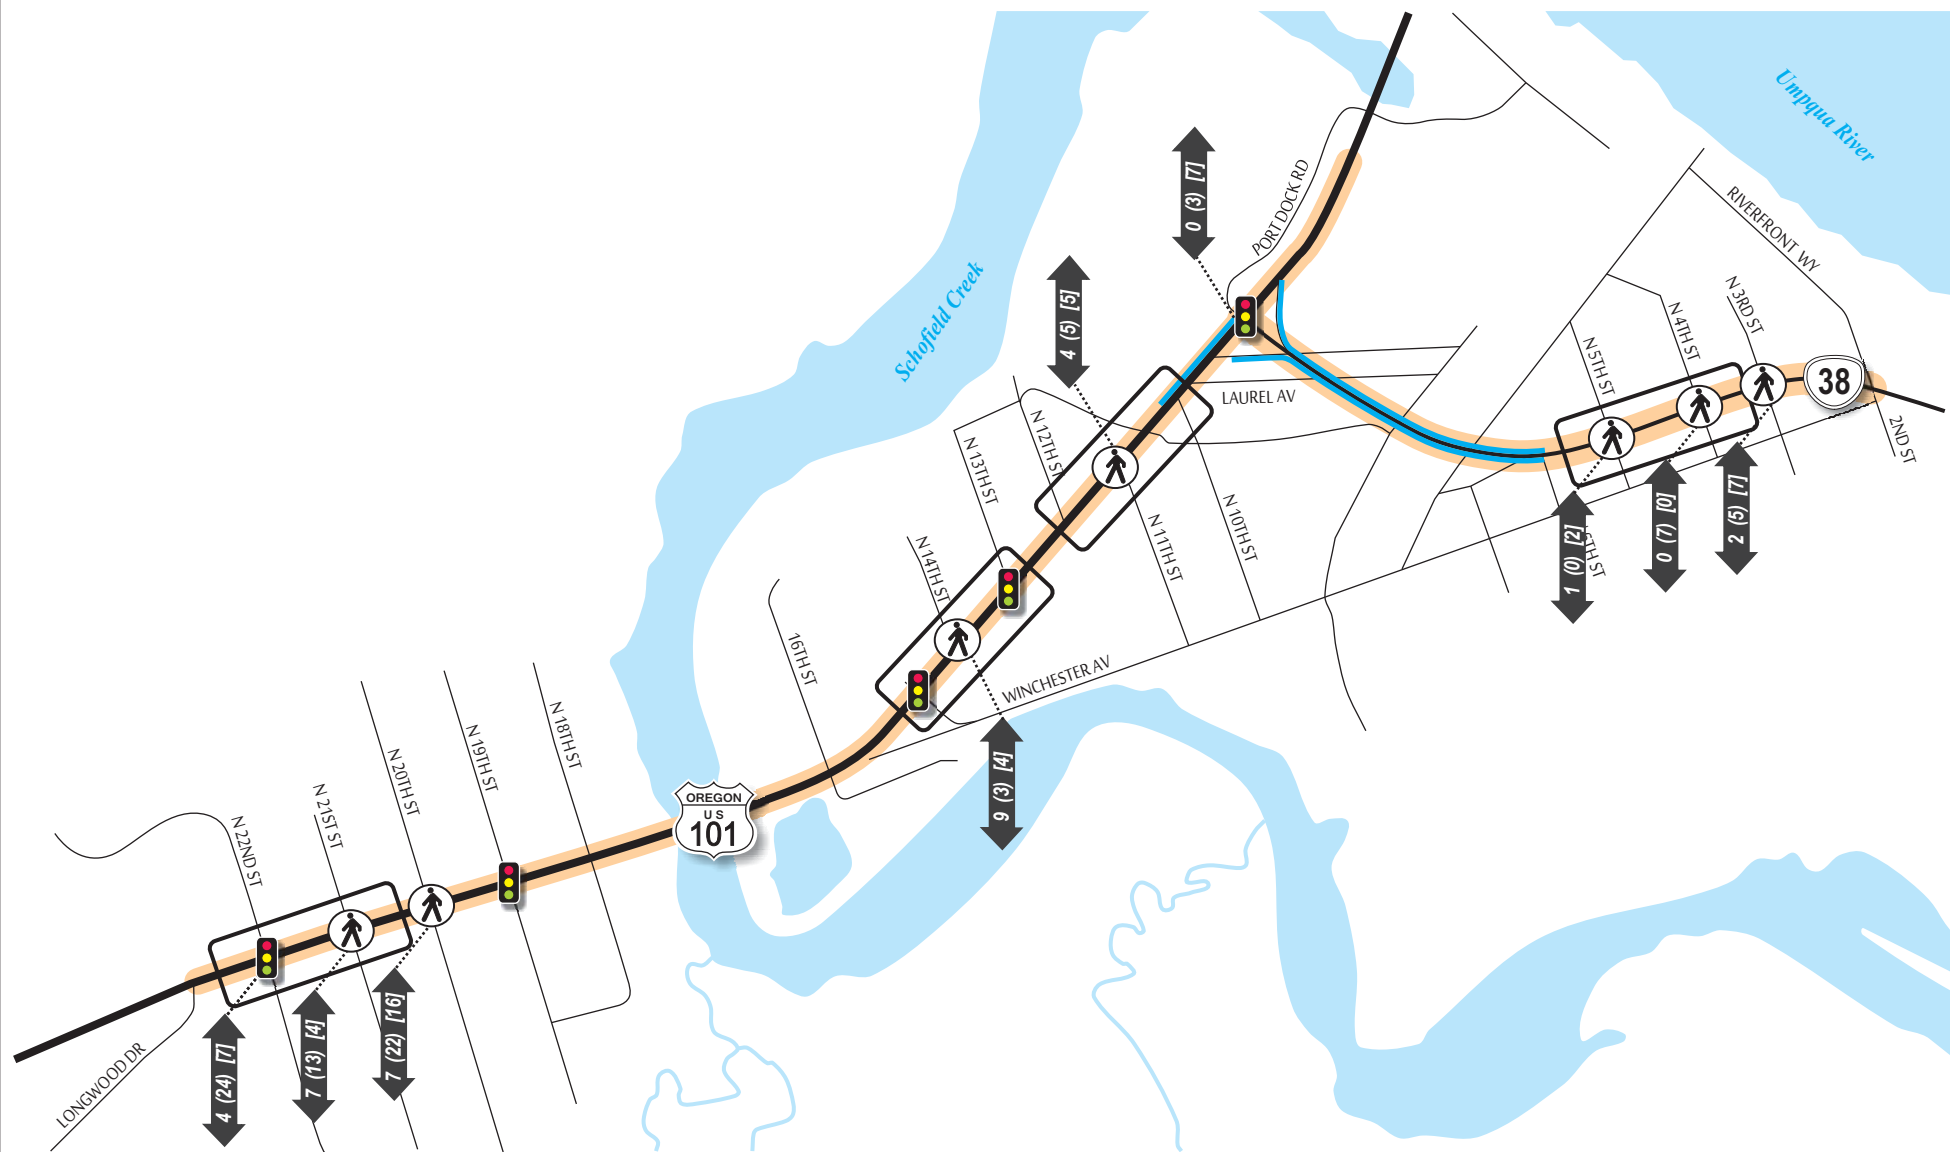 Umpqua River
0 (3) [7]
PORT DOCK RD
RIVERFRONT WY
4 (5) [5]
Schofield Creek
N 3RD ST
N 4TH ST
N 5TH ST
38
LAUREL AV
2ND ST
N 12TH ST
N 13TH ST
N 10TH ST
N 11TH ST
2 (5) [7]
0 (7) [0]
1 (0) [2]
6TH ST
N 14TH ST
16TH ST
WINCHESTER AV
9 (3) [4]
N 18TH ST
N 19TH ST
N 20TH ST
OREGON
US
101
N 21ST ST
N 22ND ST
7 (22) [16]
7 (13) [4]
4 (24) [7]
LONGWOOD DR